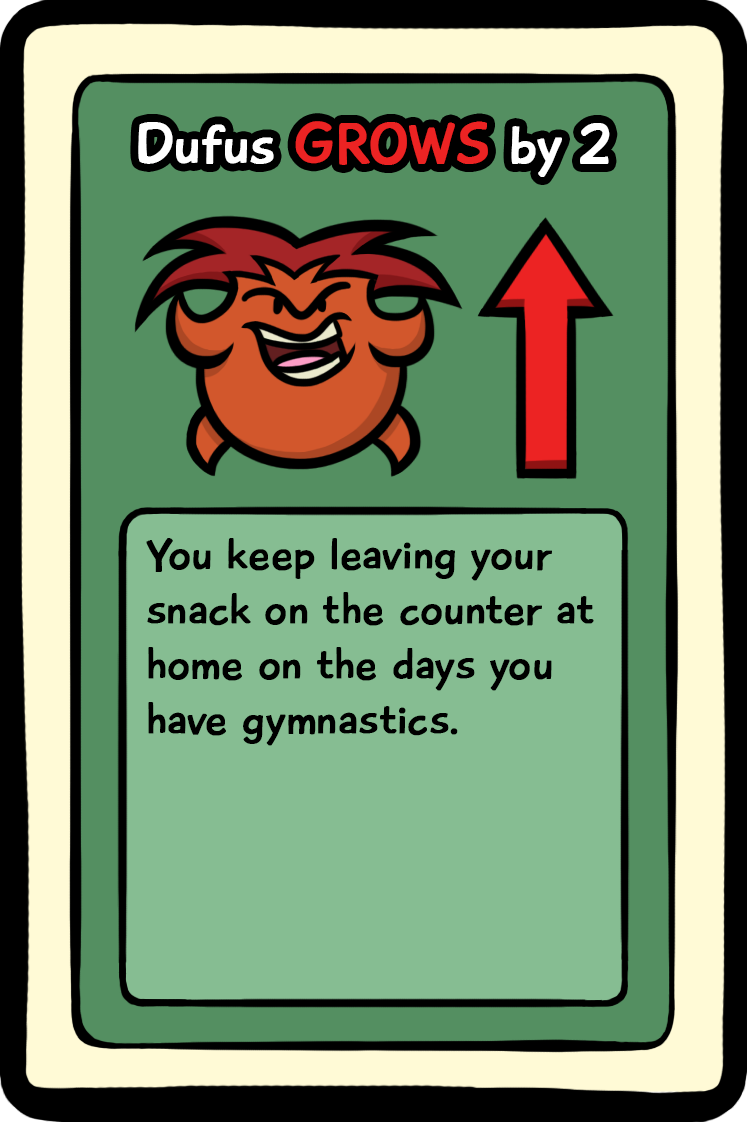 Dufus GROWS by 2
You keep leaving your
snack on the counter at
home on the days you
have gymnastics.